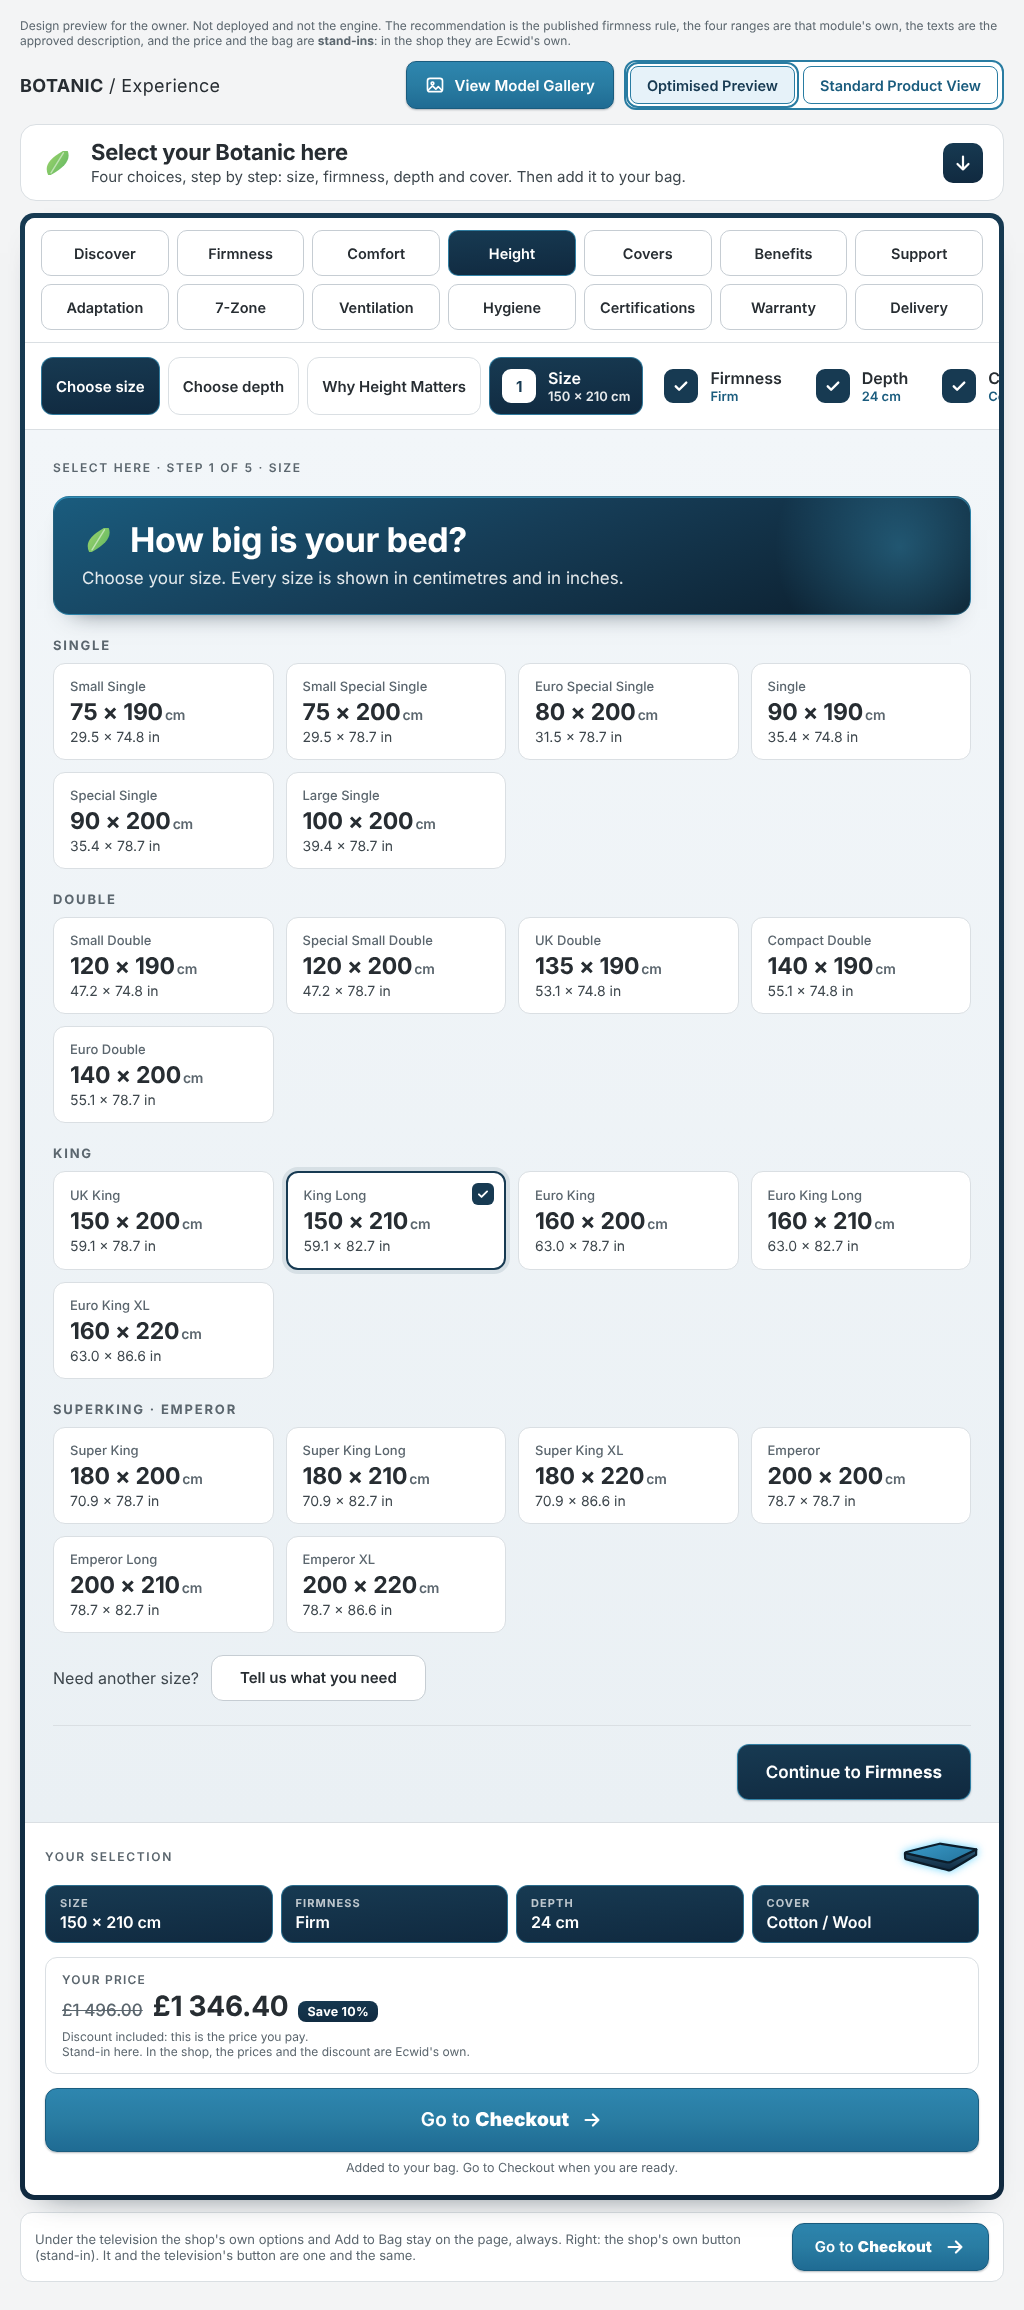 Design preview for the owner. Not deployed and not the engine. The recommendation is the published firmness rule, the four ranges are that module's own, the texts are the
approved description, and the price and the bag are stand-ins: in the shop they are Ecwid's own.
BOTANIC / Experience
View Model Gallery
Optimised Preview
Standard Product View
Select your Botanic here
Four choices, step by step: size, firmness, depth and cover. Then add it to your bag.
Discover
Firmness
Comfort
Height
Covers
Benefits
Support
Adaptation
7-Zone
Ventilation
Hygiene
Certifications
Warranty
Delivery
Choose size
Choose depth
Why Height Matters
1
Size
150 × 210 cm
Firmness
Firm
Depth
24 cm
SELECT HERE · STEP 1 OF 5 · SIZE
How big is your bed?
Choose your size. Every size is shown in centimetres and in inches.
SINGLE
Small Single
75 × 190 cm
29.5 × 74.8 in
Small Special Single
75 × 200 cm
29.5 × 78.7 in
Euro Special Single
80 × 200 cm
31.5 × 78.7 in
Single
90 × 190 cm
35.4 × 74.8 in
Special Single
90 × 200 cm
35.4 × 78.7 in
Large Single
100 × 200 cm
39.4 × 78.7 in
DOUBLE
Small Double
120 × 190 cm
47.2 × 74.8 in
Special Small Double
120 × 200 cm
47.2 × 78.7 in
UK Double
135 × 190 cm
53.1 × 74.8 in
Compact Double
140 × 190 cm
55.1 × 74.8 in
Euro Double
140 × 200 cm
55.1 × 78.7 in
KING
UK King
150 × 200 cm
59.1 × 78.7 in
King Long
150 × 210 cm
59.1 × 82.7 in
Euro King
160 × 200 cm
63.0 × 78.7 in
Euro King Long
160 × 210 cm
63.0 × 82.7 in
Euro King XL
160 × 220 cm
63.0 × 86.6 in
SUPERKING · EMPEROR
Super King
180 × 200 cm
70.9 × 78.7 in
Super King Long
180 × 210 cm
70.9 × 82.7 in
Super King XL
180 × 220 cm
70.9 × 86.6 in
Emperor
200 × 200 cm
78.7 × 78.7 in
Emperor Long
200 × 210 cm
78.7 × 82.7 in
Emperor XL
200 × 220 cm
78.7 × 86.6 in
Need another size?
Tell us what you need
Continue to Firmness
YOUR SELECTION
SIZE
150 × 210 cm
FIRMNESS
Firm
DEPTH
24 cm
COVER
Cotton / Wool
YOUR PRICE
£1 496.00 £1 346.40 Save 10%
Discount included: this is the price you pay.
Stand-in here. In the shop, the prices and the discount are Ecwid's own.
Go to Checkout →
Added to your bag. Go to Checkout when you are ready.
Under the television the shop's own options and Add to Bag stay on the page, always. Right: the shop's own button
(stand-in). It and the television's button are one and the same.
Go to Checkout →